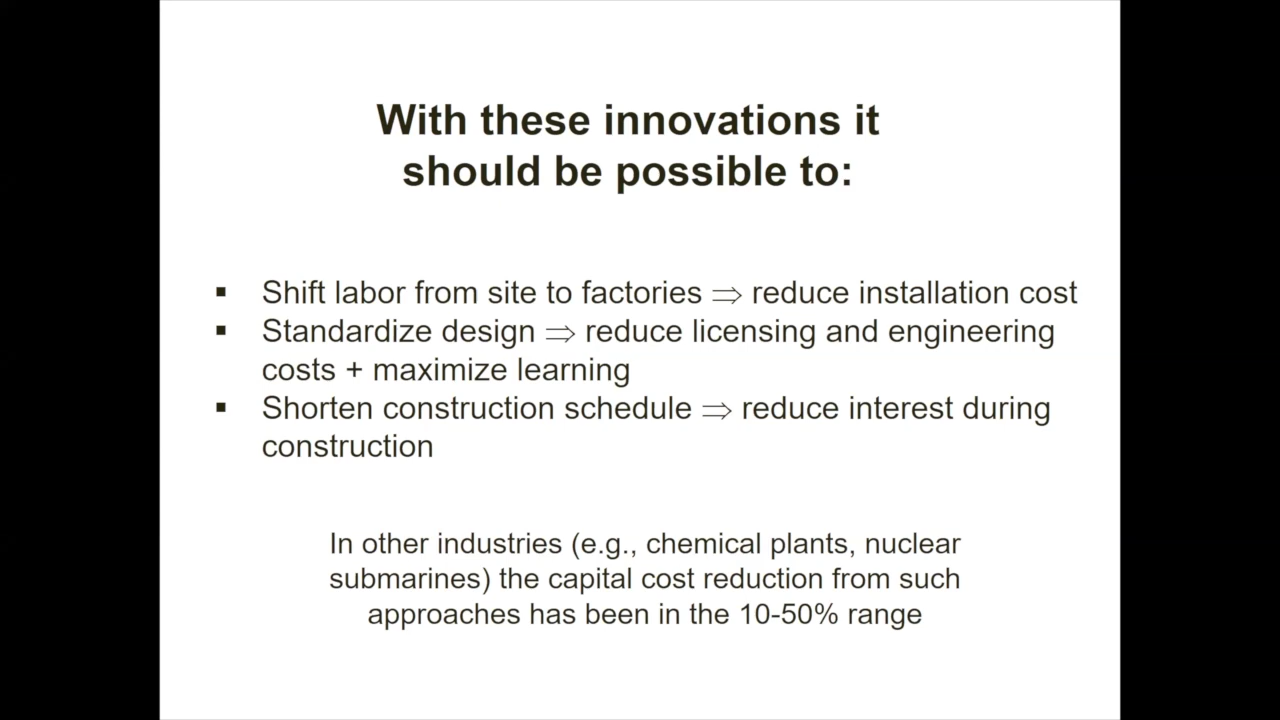 With these innovations it
should be possible to:
▪ Shift labor from site to factories ⇒ reduce installation cost
▪ Standardize design ⇒ reduce licensing and engineering
costs + maximize learning
▪ Shorten construction schedule ⇒ reduce interest during
construction
In other industries (e.g., chemical plants, nuclear
submarines) the capital cost reduction from such
approaches has been in the 10-50% range